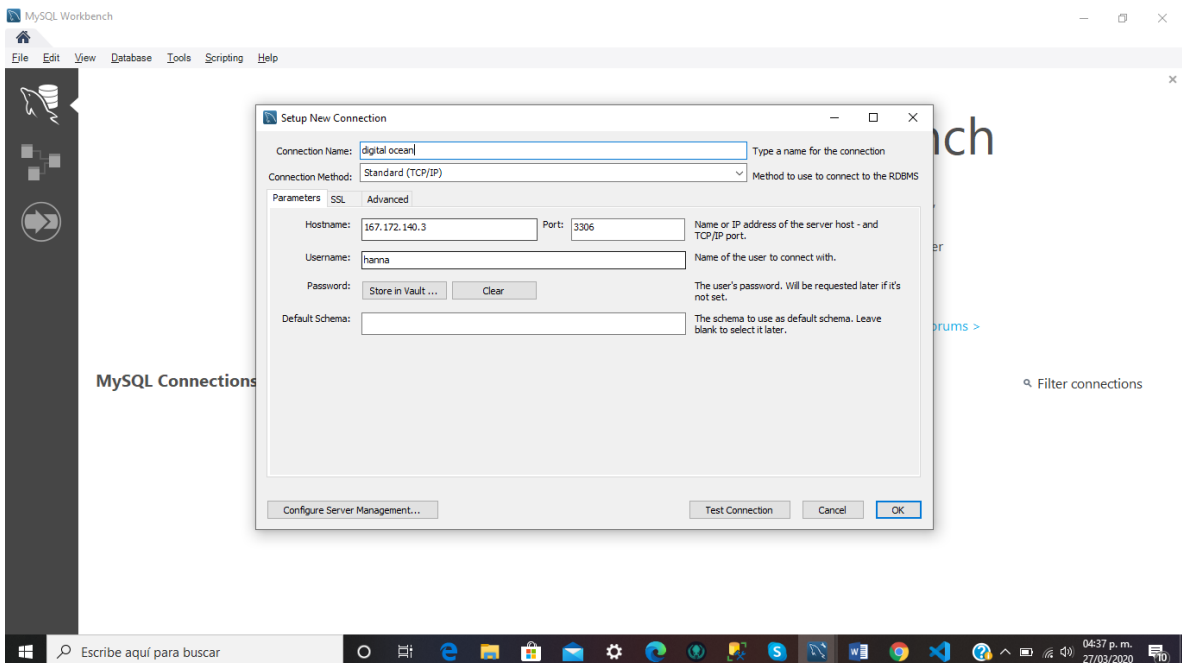 MySQL Workbench
File Edit View Database Tools Scripting Help
Setup New Connection
nch
Connection Name: digital ocean Type a name for the connection
Connection Method: Standard (TCP/IP) Method to use to connect to the RDBMS
Parameters SSL Advanced
Hostname: 167.172.140.3 Port: 3306 Name or IP address of the server host - and
TCP/IP port.
er
Username: hanna Name of the user to connect with.
Password: Store in Vault ... Clear The user's password. Will be requested later if it's
not set.
Default Schema: The schema to use as default schema. Leave
blank to select it later.
orums >
MySQL Connections
Filter connections
Configure Server Management... Test Connection Cancel OK
Escribe aquí para buscar
04:37 p. m.
27/03/2020
10